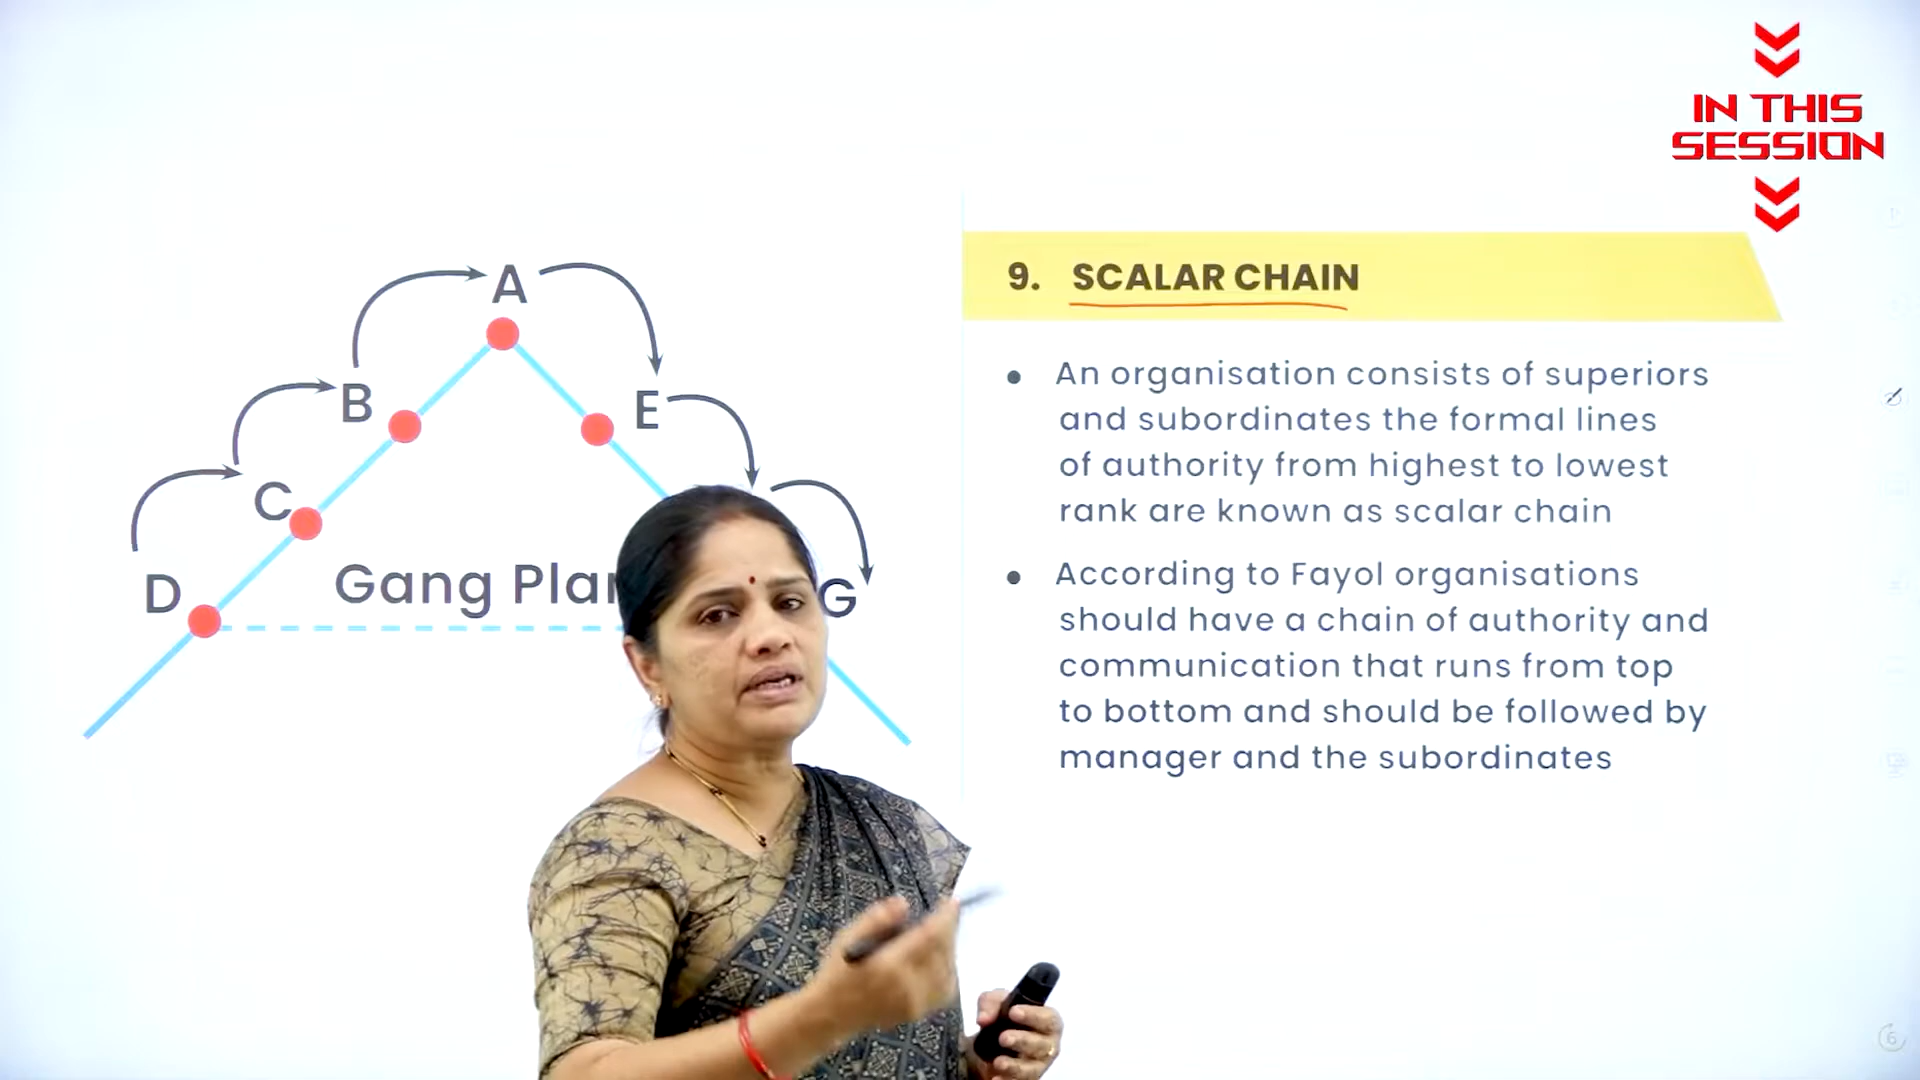 IN THIS
SESSION
A
B
E
C
D
Gang
G
9. SCALAR CHAIN
• An organisation consists of superiors
and subordinates the formal lines
of authority from highest to lowest
rank are known as scalar chain
• According to Fayol organisations
should have a chain of authority and
communication that runs from top
to bottom and should be followed by
manager and the subordinates
6